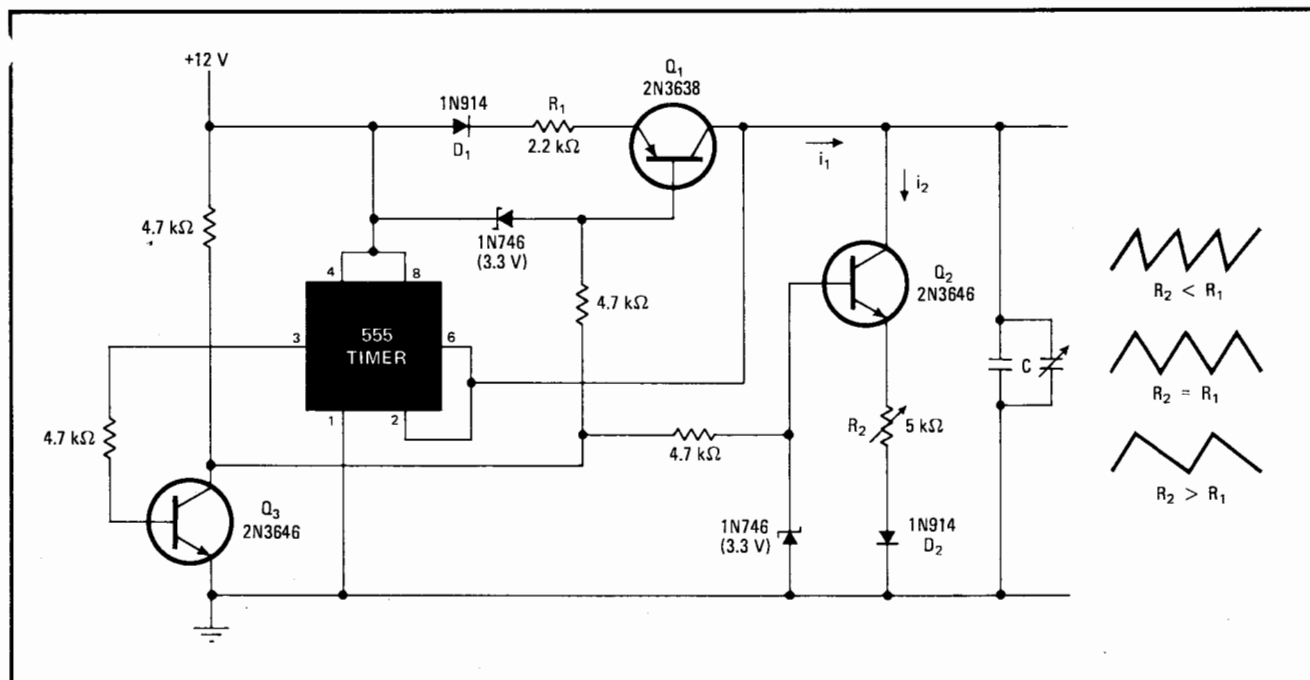 +12 V
Q₁
2N3638
1N914
R₁
D₁
2.2 kΩ
i₁
i₂
4.7 kΩ
1N746
(3.3 V)
4
8
4.7 kΩ
Q₂
2N3646
R₂ < R₁
3
555
TIMER
6
C
R₂ = R₁
1
2
4.7 kΩ
4.7 kΩ
R₂
5 kΩ
R₂ > R₁
Q₃
2N3646
1N746
(3.3 V)
1N914
D₂